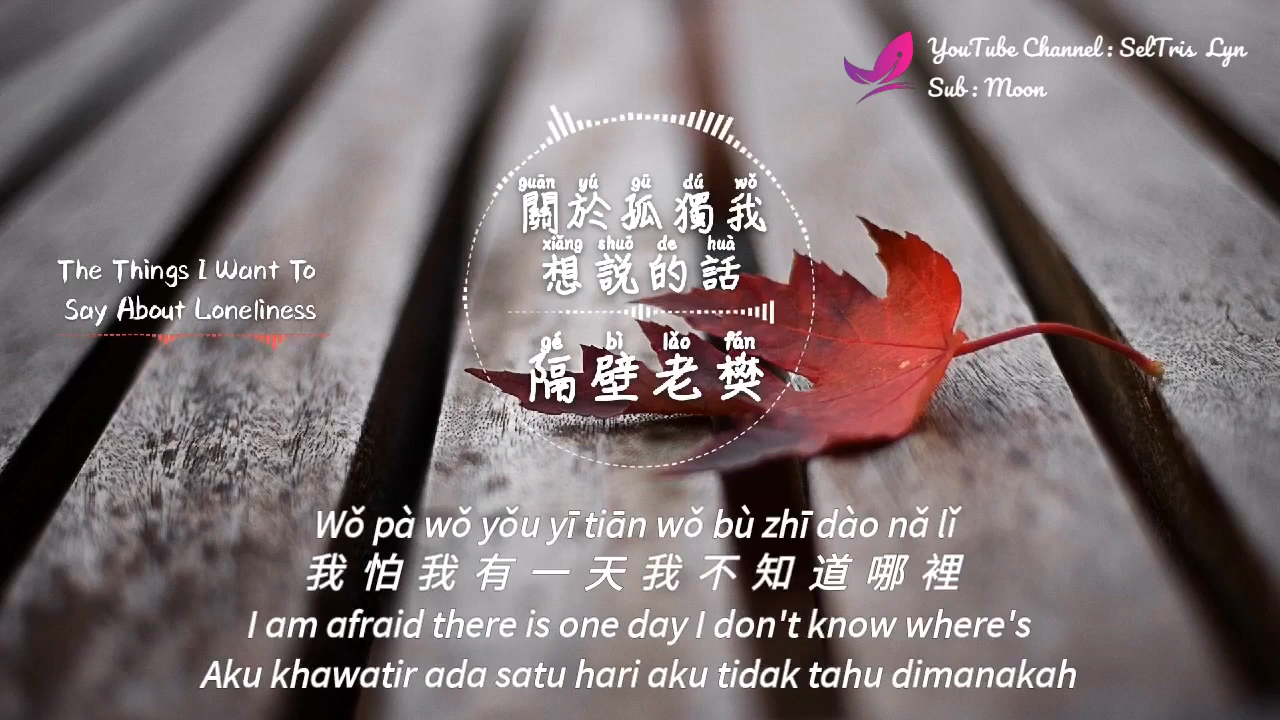 YouTube Channel : SelTris Lyn
Sub : Moon
guān yú gū dú wǒ
關於孤獨我
xiǎng shuō de huà
想説的話
The Things I Want To
Say About Loneliness
gé bì lǎo fán
隔壁老樊
Wǒ pà wǒ yǒu yī tiān wǒ bù zhī dào nǎ lǐ
我怕我有一天我不知道哪裡
I am afraid there is one day I don't know where's
Aku khawatir ada satu hari aku tidak tahu dimanakah